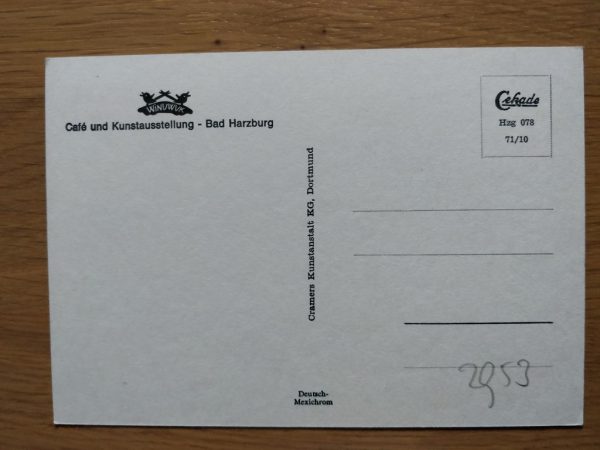 WINUWUK
Café und Kunstausstellung - Bad Harzburg
Cekade
Hzg 078
71/10
Cramers Kunstanstalt KG, Dortmund
Deutsch-
Mexichrom
2953